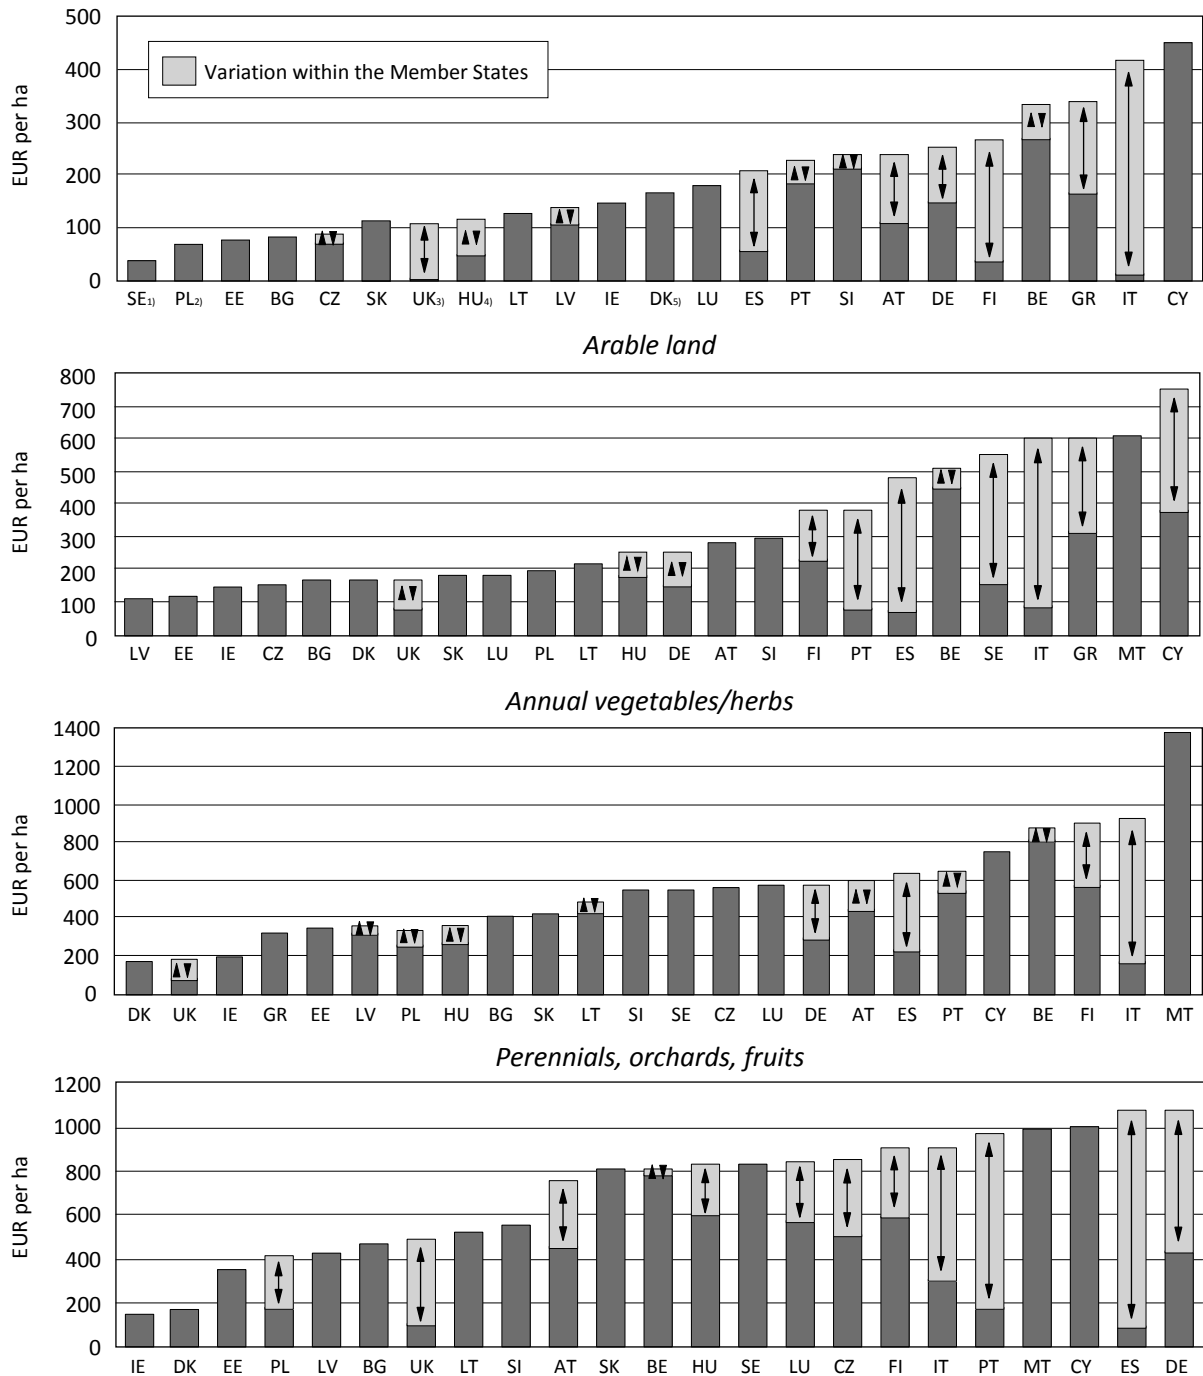 500
400
300
200
100
0
EUR per ha
Variation within the Member States
SE1) PL2) EE BG CZ SK UK3) HU4) LT LV IE DK5) LU ES PT SI AT DE FI BE GR IT CY
Arable land
800
700
600
500
400
300
200
100
0
EUR per ha
LV EE IE CZ BG DK UK SK LU PL LT HU DE AT SI FI PT ES BE SE IT GR MT CY
Annual vegetables/herbs
1400
1200
1000
800
600
400
200
0
EUR per ha
DK UK IE GR EE LV PL HU BG SK LT SI SE CZ LU DE AT ES PT CY BE FI IT MT
Perennials, orchards, fruits
1200
1000
800
600
400
200
0
EUR per ha
IE DK EE PL LV BG UK LT SI AT SK BE HU SE LU CZ FI IT PT MT CY ES DE